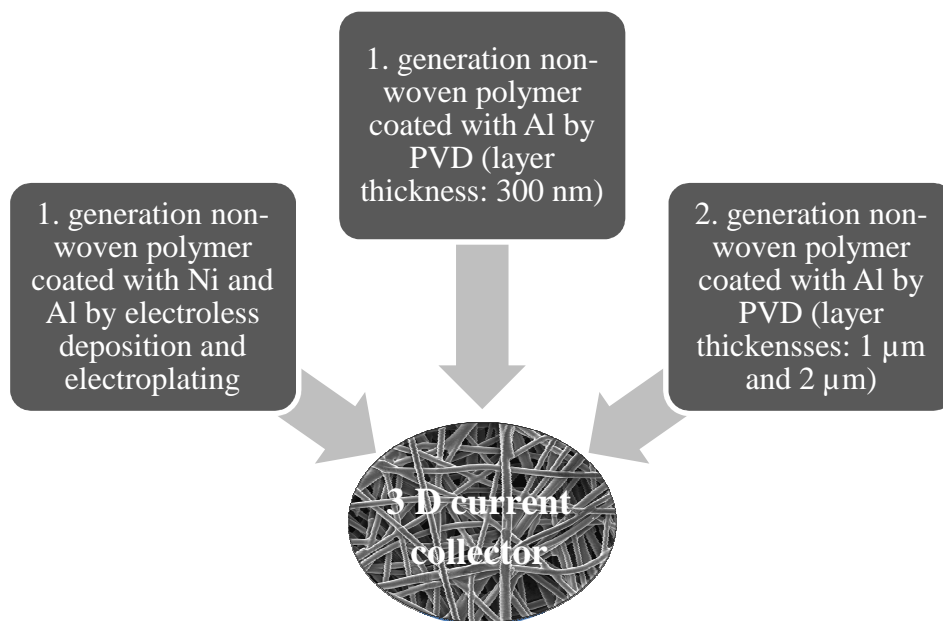 1. generation non-
woven polymer
coated with Al by
PVD (layer
thickness: 300 nm)
1. generation non-
woven polymer
coated with Ni and
Al by electroless
deposition and
electroplating
2. generation non-
woven polymer
coated with Al by
PVD (layer
thickensses: 1 µm
and 2 µm)
3 D current
collector